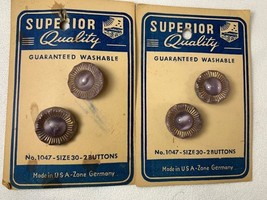 SUPERIOR
Quality
GUARANTEED WASHABLE
No. 1047-SIZE 30-2 BUTTONS
Made in U.S.A-Zone Germany
SUPERIOR
Quality
GUARANTEED WASHABLE
No. 1047-SIZE 30-2 BUTTONS
Made in U.S.A-Zone Germany